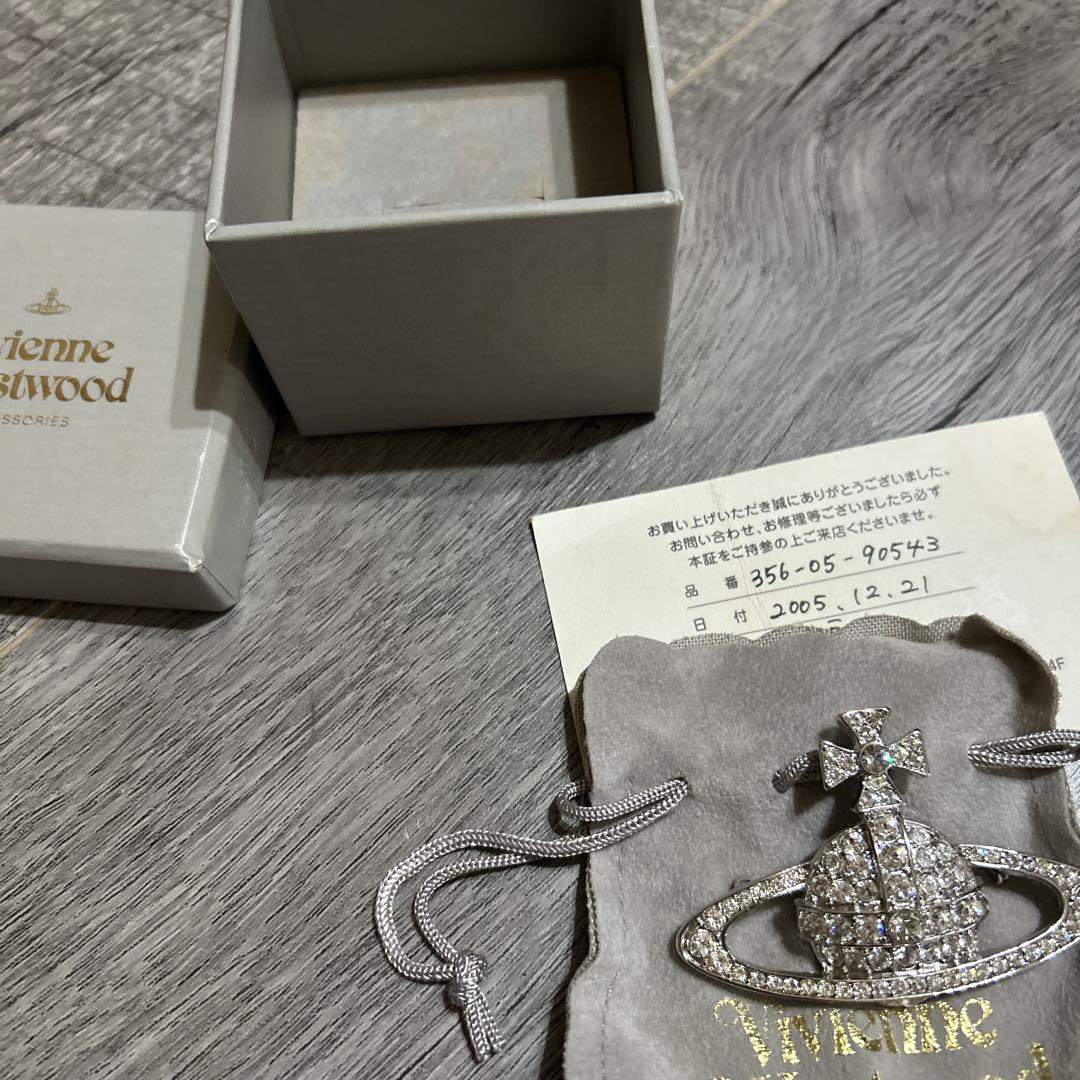 vienne
stwood
SSORIES
お買い上げいただき誠にありがとうございました。
お問い合わせ、お修理等ございましたら必ず
本証をご持参の上ご来店くださいませ。
品 番 356-05-90543
日 付 2005.12.21
4F
Vivienne